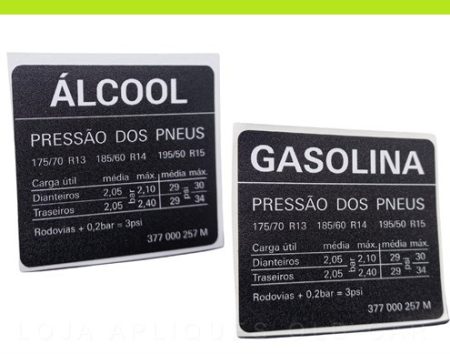 ÁLCOOL
PRESSÃO DOS PNEUS
175/70 R13 185/60 R14 195/50 R15
Carga útil média máx. média máx.
Dianteiros 2,05 bar 2,10 29 psi 30
Traseiros 2,05 2,40 29 34
Rodovias + 0,2bar = 3psi
377 000 257 M
GASOLINA
PRESSÃO DOS PNEUS
175/70 R13 185/60 R14 195/50 R15
Carga útil média máx. média máx.
Dianteiros 2,05 bar 2,10 29 psi 30
Traseiros 2,05 2,40 29 34
Rodovias + 0,2bar = 3psi
377 000 257 M
LOJA APLIQUES